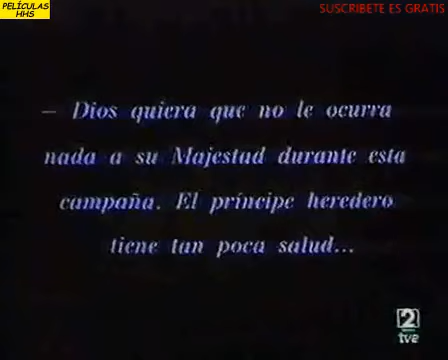 PELÍCULAS
HHS
SUSCRIBETE ES GRATIS
— Dios quiera que no le ocurra
nada a su Majestad durante esta
campaña. El príncipe heredero
tiene tan poca salud...
2
tve